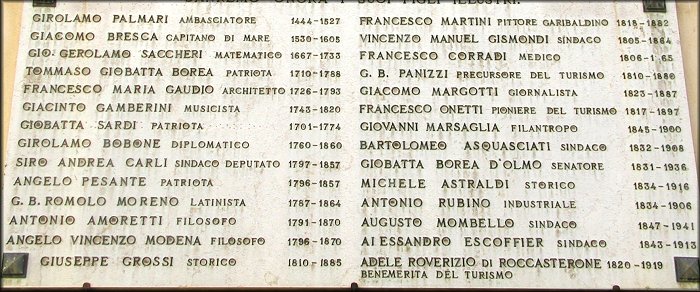 SANREMO ONORA I SUOI FIGLI ILLUSTRI.
GIROLAMO PALMARI AMBASCIATORE 1444-1527
GIACOMO BRESCA CAPITANO DI MARE 1530-1605
GIO. GEROLAMO SACCHERI MATEMATICO 1667-1733
TOMMASO GIOBATTA BOREA PATRIOTA 1710-1788
FRANCESCO MARIA GAUDIO ARCHITETTO 1726-1793
GIACINTO GAMBERINI MUSICISTA 1743-1820
GIOBATTA SARDI PATRIOTA 1701-1774
GIROLAMO BOBONE DIPLOMATICO 1760-1860
SIRO ANDREA CARLI SINDACO DEPUTATO 1797-1857
ANGELO PESANTE PATRIOTA 1796-1857
G. B. ROMOLO MORENO LATINISTA 1787-1864
ANTONIO AMORETTI FILOSOFO 1791-1870
ANGELO VINCENZO MODENA FILOSOFO 1796-1870
GIUSEPPE GROSSI STORICO 1810-1885
FRANCESCO MARTINI PITTORE GARIBALDINO 1818-1882
VINCENZO MANUEL GISMONDI SINDACO 1805-1864
FRANCESCO CORRADI MEDICO
G. B. PANIZZI PRECURSORE DEL TURISMO 1810-1880
GIACOMO MARGOTTI GIORNALISTA 1823-1887
FRANCESCO ONETTI PIONIERE DEL TURISMO 1817-1897
GIOVANNI MARSAGLIA FILANTROPO 1845-1900
BARTOLOMEO ASQUASCIATI SINDACO 1832-1908
GIOBATTA BOREA D'OLMO SENATORE 1831-1936
MICHELE ASTRALDI STORICO 1834-1916
ANTONIO RUBINO INDUSTRIALE 1834-1906
AUGUSTO MOMBELLO SINDACO 1847-1941
ALESSANDRO ESCOFFIER SINDACO 1843-1913
ADELE ROVERIZIO DI ROCCASTERONE 1820-1919
BENEMERITA DEL TURISMO